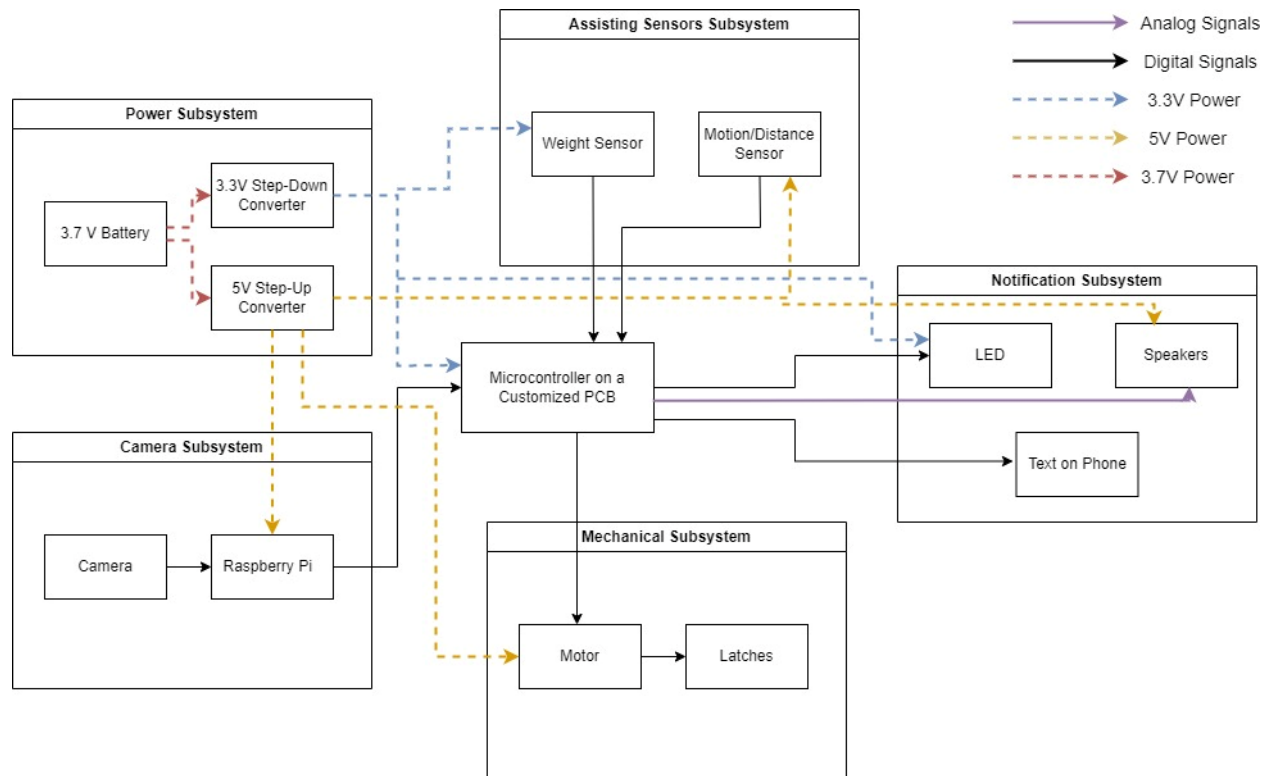 Assisting Sensors Subsystem
Weight Sensor
Motion/Distance
Sensor
Analog Signals
Digital Signals
3.3V Power
5V Power
3.7V Power
Power Subsystem
3.7 V Battery
3.3V Step-Down
Converter
5V Step-Up
Converter
Notification Subsystem
LED
Speakers
Text on Phone
Microcontroller on a
Customized PCB
Camera Subsystem
Camera
Raspberry Pi
Mechanical Subsystem
Motor
Latches